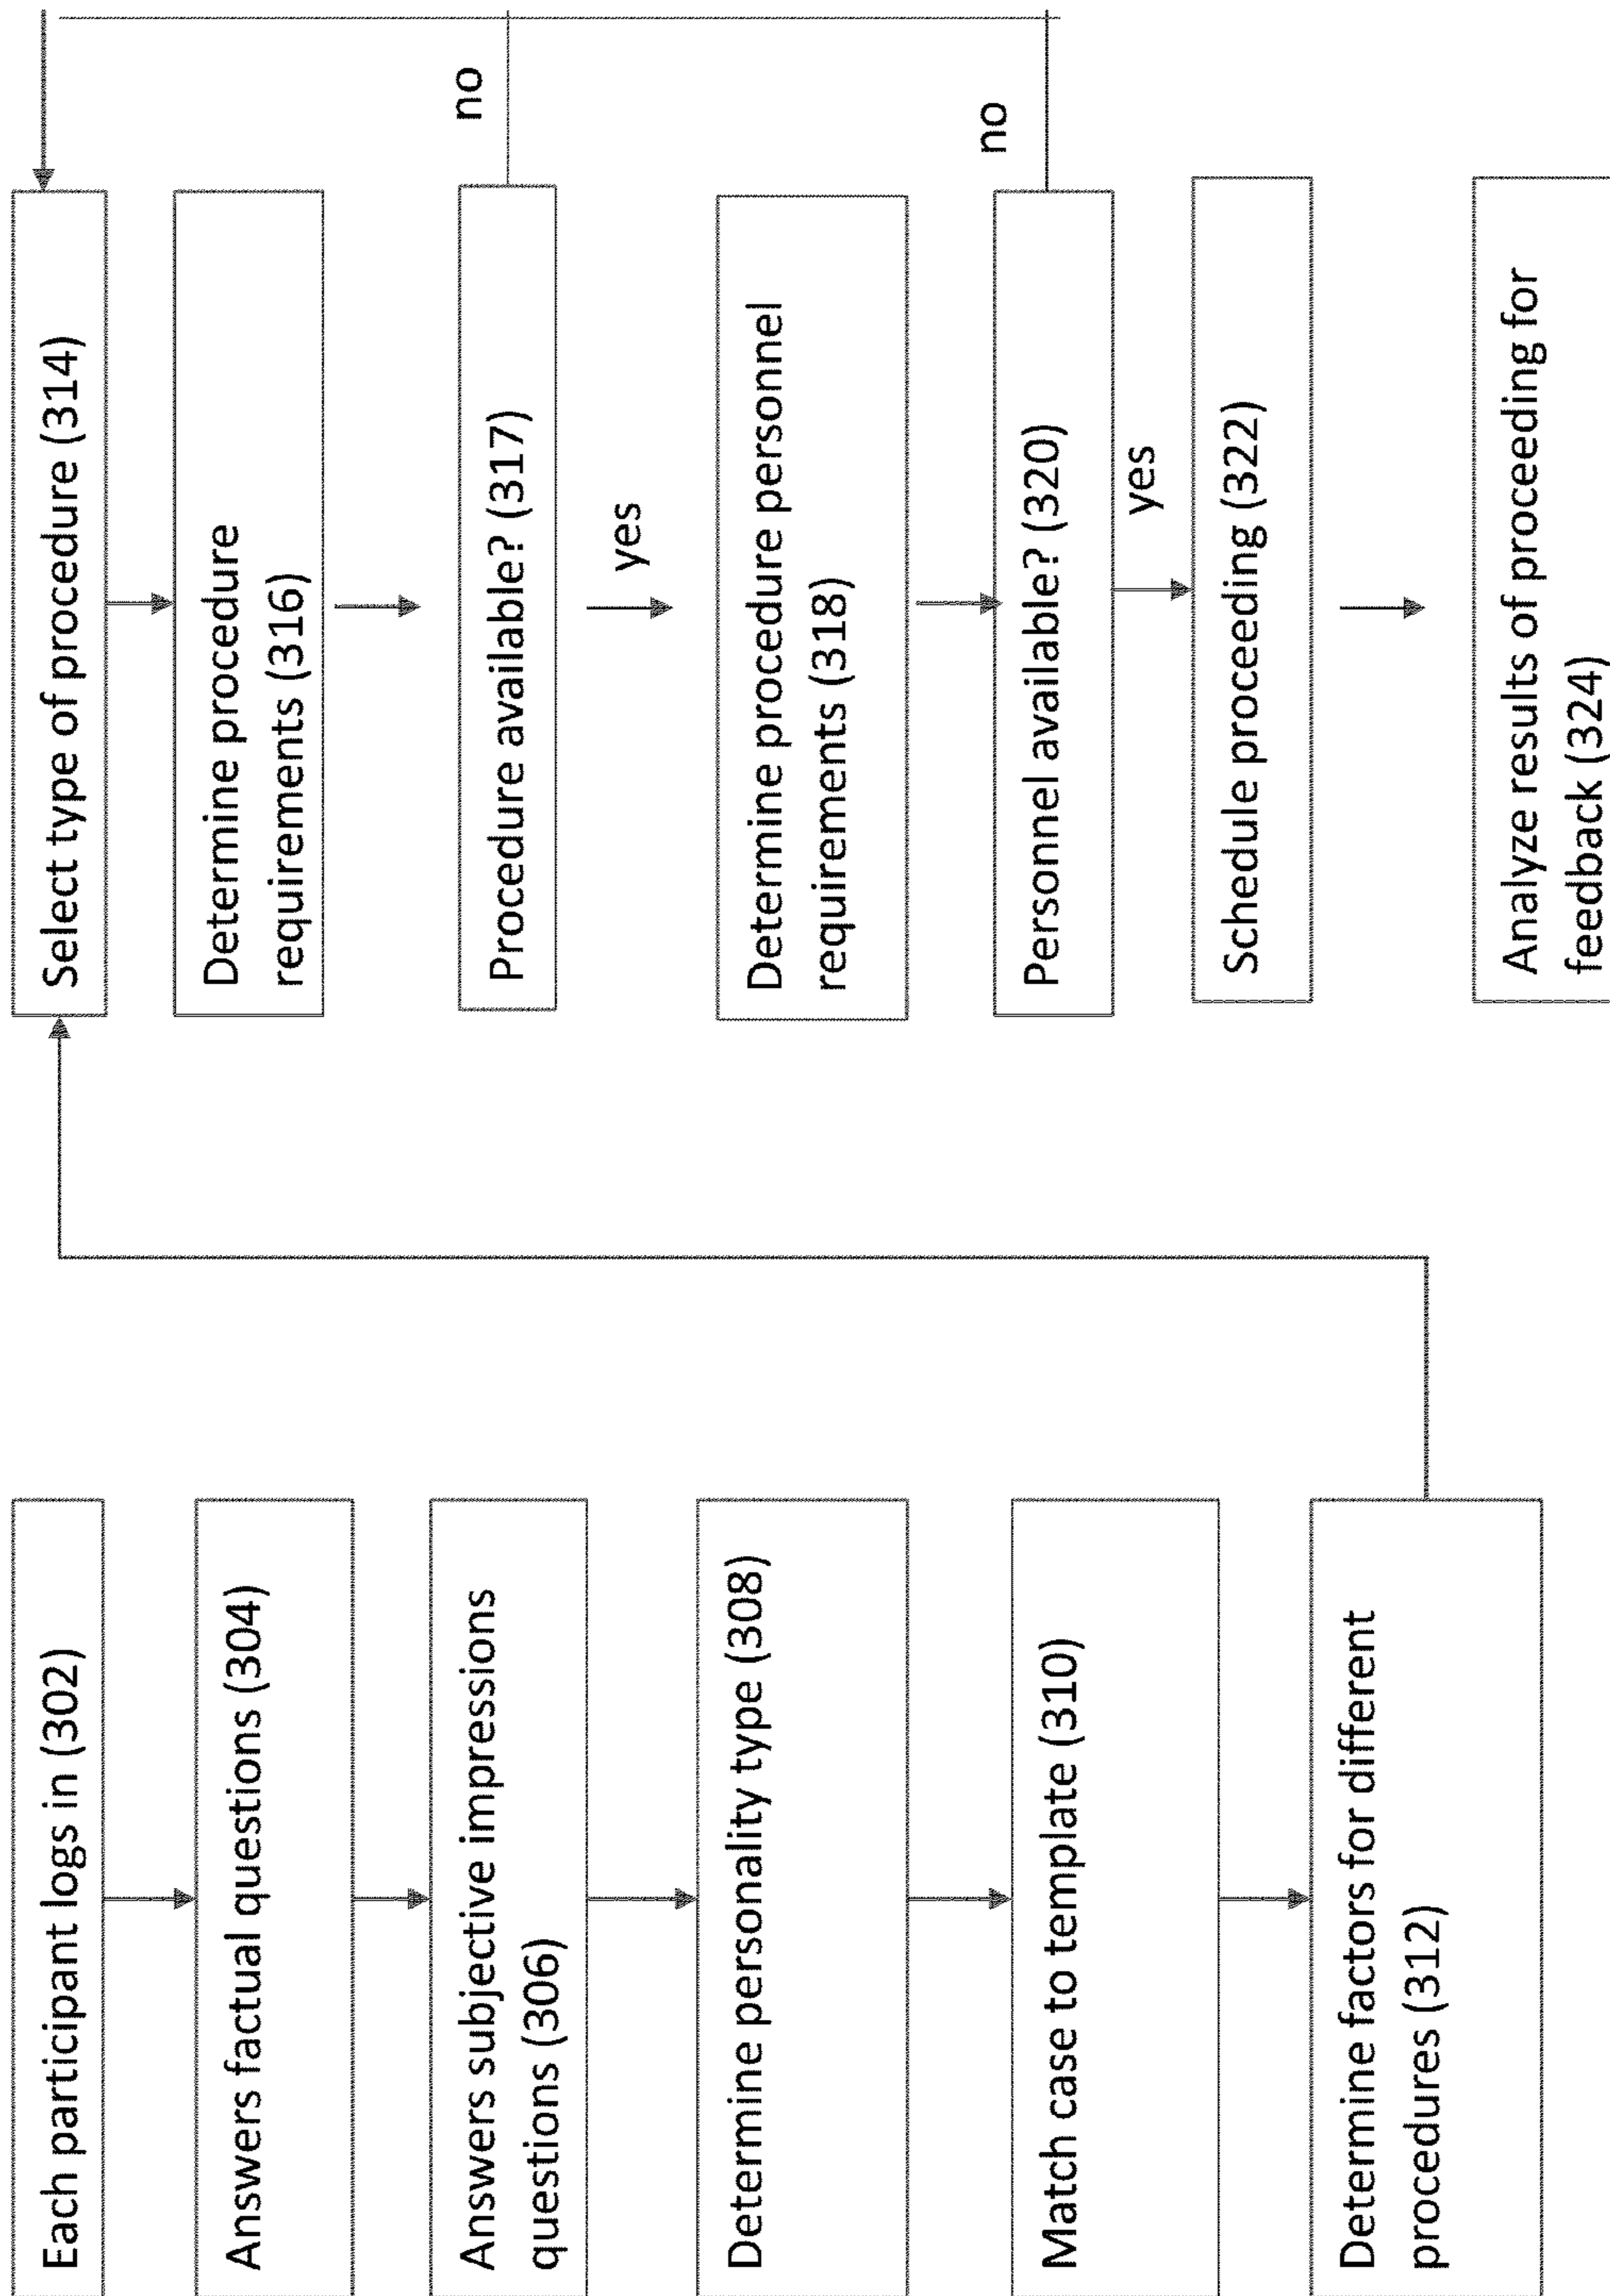 Each participant logs in (302)
Answers factual questions (304)
Answers subjective impressions
questions (306)
Determine personality type (308)
Match case to template (310)
Determine factors for different
procedures (312)
Select type of procedure (314)
Determine procedure
requirements (316)
Procedure available? (317)
no
yes
Determine procedure personnel
requirements (318)
Personnel available? (320)
no
yes
Schedule proceeding (322)
Analyze results of proceeding for
feedback (324)